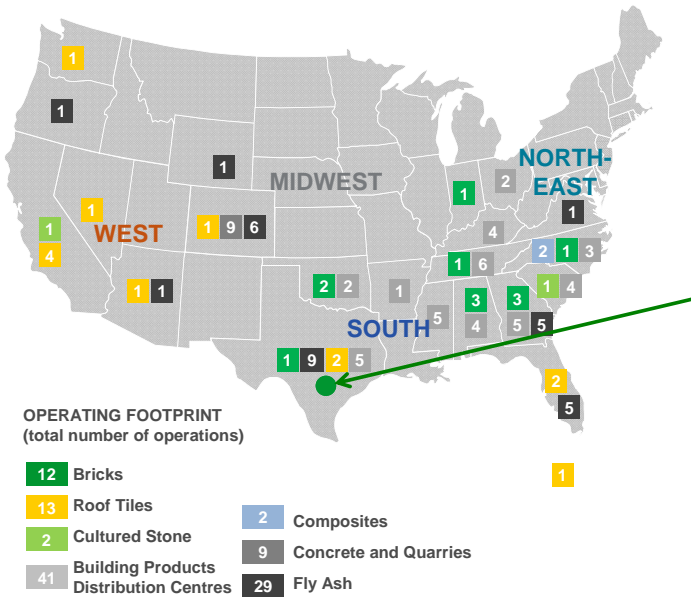 1
1
1
MIDWEST
NORTH-
EAST
2
1
1
1
1
4
WEST
1 9 6
4
1 6
2 1 3
1 1
2 2
1
5
3
4
3
5 5
1 4
SOUTH
1 9 2 5
2
5
1
OPERATING FOOTPRINT
(total number of operations)
12 Bricks
13 Roof Tiles
2 Cultured Stone
41 Building Products
Distribution Centres
2 Composites
9 Concrete and Quarries
29 Fly Ash